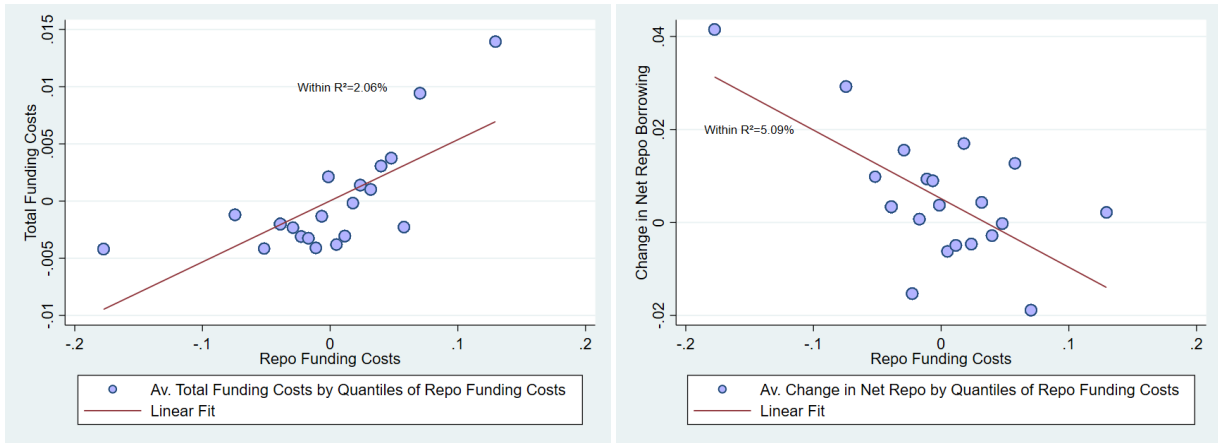 Total Funding Costs
.015
.01
.005
0
-.005
-.01
Within R²=2.06%
-.2 -.1 0 .1 .2
Repo Funding Costs
Av. Total Funding Costs by Quantiles of Repo Funding Costs
Linear Fit
Change in Net Repo Borrowing
.04
.02
0
-.02
Within R²=5.09%
-.2 -.1 0 .1 .2
Repo Funding Costs
Av. Change in Net Repo by Quantiles of Repo Funding Costs
Linear Fit